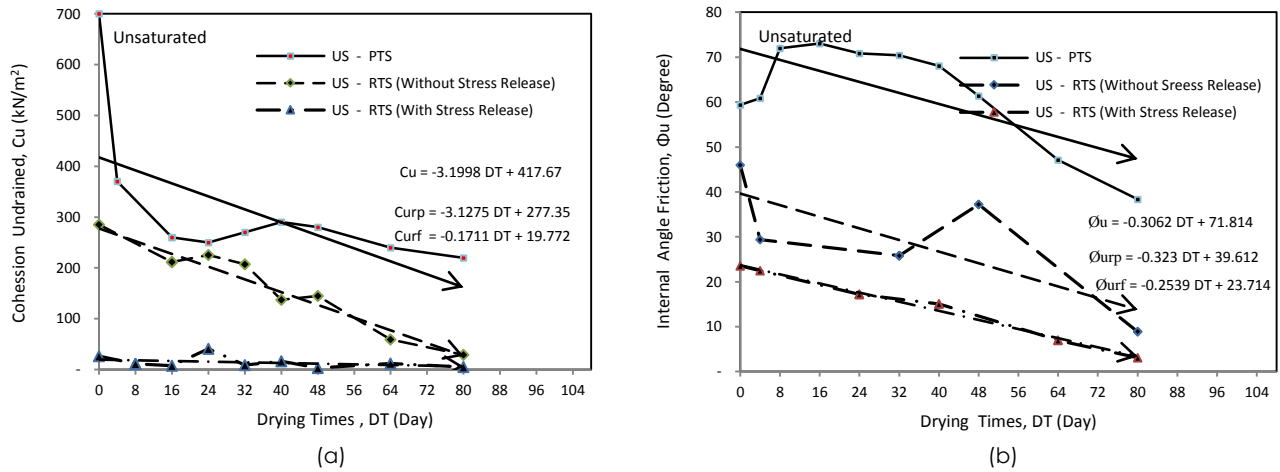 700
600
500
400
300
200
100
-
Cohession Undrained, Cu (kN/m²)
Unsaturated
US - PTS
US - RTS (Without Stress Release)
US - RTS (With Stress Release)
Cu = -3.1998 DT + 417.67
Curp = -3.1275 DT + 277.35
Curf = -0.1711 DT + 19.772
0 8 16 24 32 40 48 56 64 72 80 88 96 104
Drying Times , DT (Day)
(a)
80
70
60
50
40
30
20
10
-
Internal Angle Friction, Φu (Degree)
Unsaturated
US - PTS
US - RTS (Without Sreess Release)
US - RTS (With Stress Release)
Øu = -0.3062 DT + 71.814
Øurp = -0.323 DT + 39.612
Øurf = -0.2539 DT + 23.714
0 8 16 24 32 40 48 56 64 72 80 88 96 104
Drying Times, DT (Day)
(b)